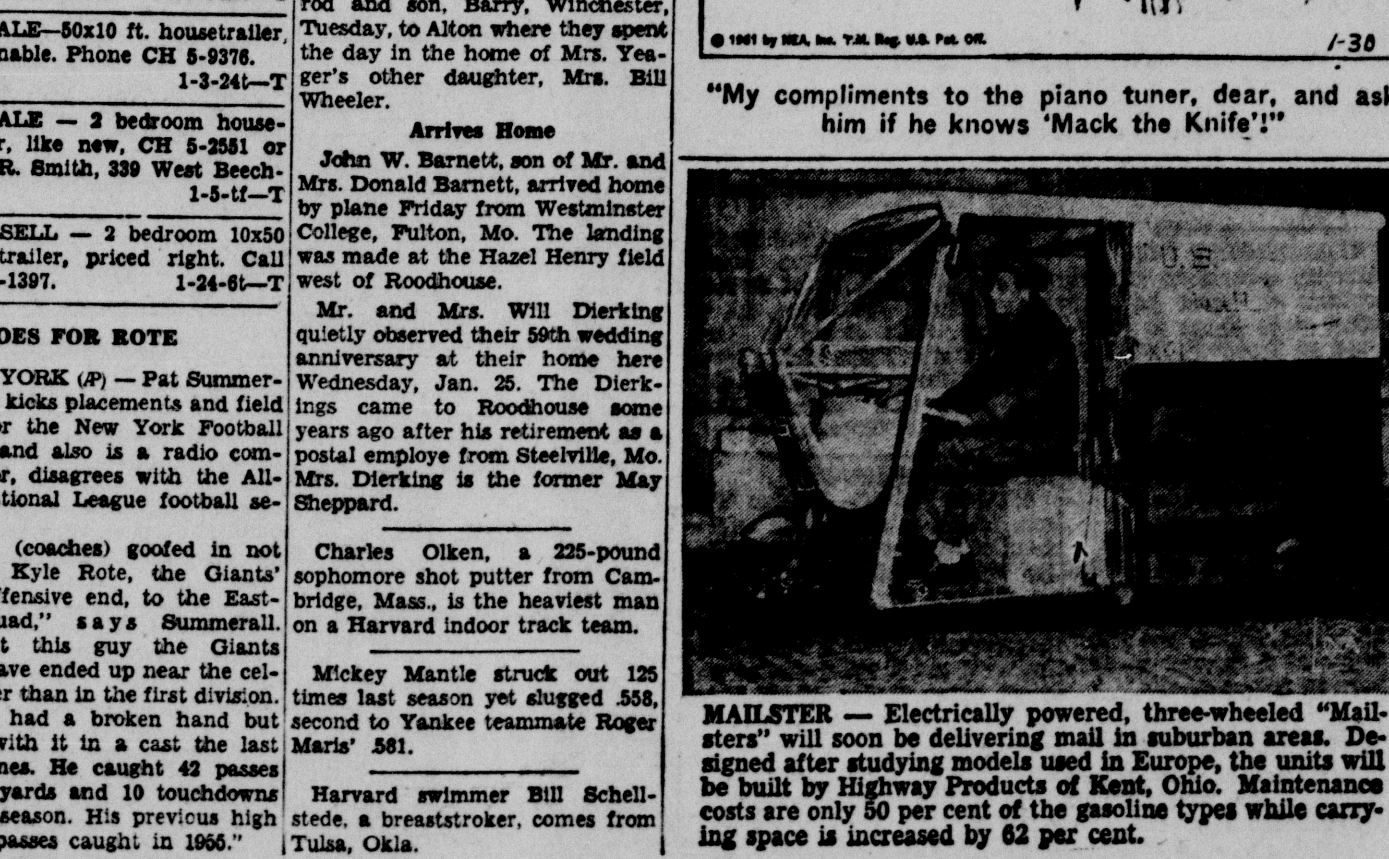 ALE—50x10 ft. housetrailer,
nable. Phone CH 5-9376.
1-3-24t—T
ALE — 2 bedroom house-
r, like new, CH 5-2551 or
R. Smith, 339 West Beech-
1-5-tf—T
SELL — 2 bedroom 10x50
trailer, priced right. Call
-1397. 1-24-6t—T
OES FOR ROTE
YORK (AP) — Pat Summer-
kicks placements and field
or the New York Football
and also is a radio com-
r, disagrees with the All-
tional League football se-
(coaches) goofed in not
Kyle Rote, the Giants'
ffensive end, to the East-
uad," says Summerall.
t this guy the Giants
ave ended up near the cel-
er than in the first division.
had a broken hand but
with it in a cast the last
nes. He caught 42 passes
yards and 10 touchdowns
season. His previous high
passes caught in 1955."
rod and son, Barry, Winchester,
Tuesday, to Alton where they spent
the day in the home of Mrs. Yea-
ger's other daughter, Mrs. Bill
Wheeler.
Arrives Home
John W. Barnett, son of Mr. and
Mrs. Donald Barnett, arrived home
by plane Friday from Westminster
College, Fulton, Mo. The landing
was made at the Hazel Henry field
west of Roodhouse.
Mr. and Mrs. Will Dierking
quietly observed their 59th wedding
anniversary at their home here
Wednesday, Jan. 25. The Dierk-
ings came to Roodhouse some
years ago after his retirement as a
postal employe from Steelville, Mo.
Mrs. Dierking is the former May
Sheppard.
Charles Olken, a 225-pound
sophomore shot putter from Cam-
bridge, Mass., is the heaviest man
on a Harvard indoor track team.
Mickey Mantle struck out 125
times last season yet slugged .558,
second to Yankee teammate Roger
Maris' .581.
Harvard swimmer Bill Schell-
stede, a breaststroker, comes from
Tulsa, Okla.
© 1961 by NEA, Inc. T.M. Reg. U.S. Pat. Off.
1-30
"My compliments to the piano tuner, dear, and ask
him if he knows 'Mack the Knife'!"
U.S.
MAIL
MAILSTER — Electrically powered, three-wheeled "Mail-
sters" will soon be delivering mail in suburban areas. De-
signed after studying models used in Europe, the units will
be built by Highway Products of Kent, Ohio. Maintenance
costs are only 50 per cent of the gasoline types while carry-
ing space is increased by 62 per cent.